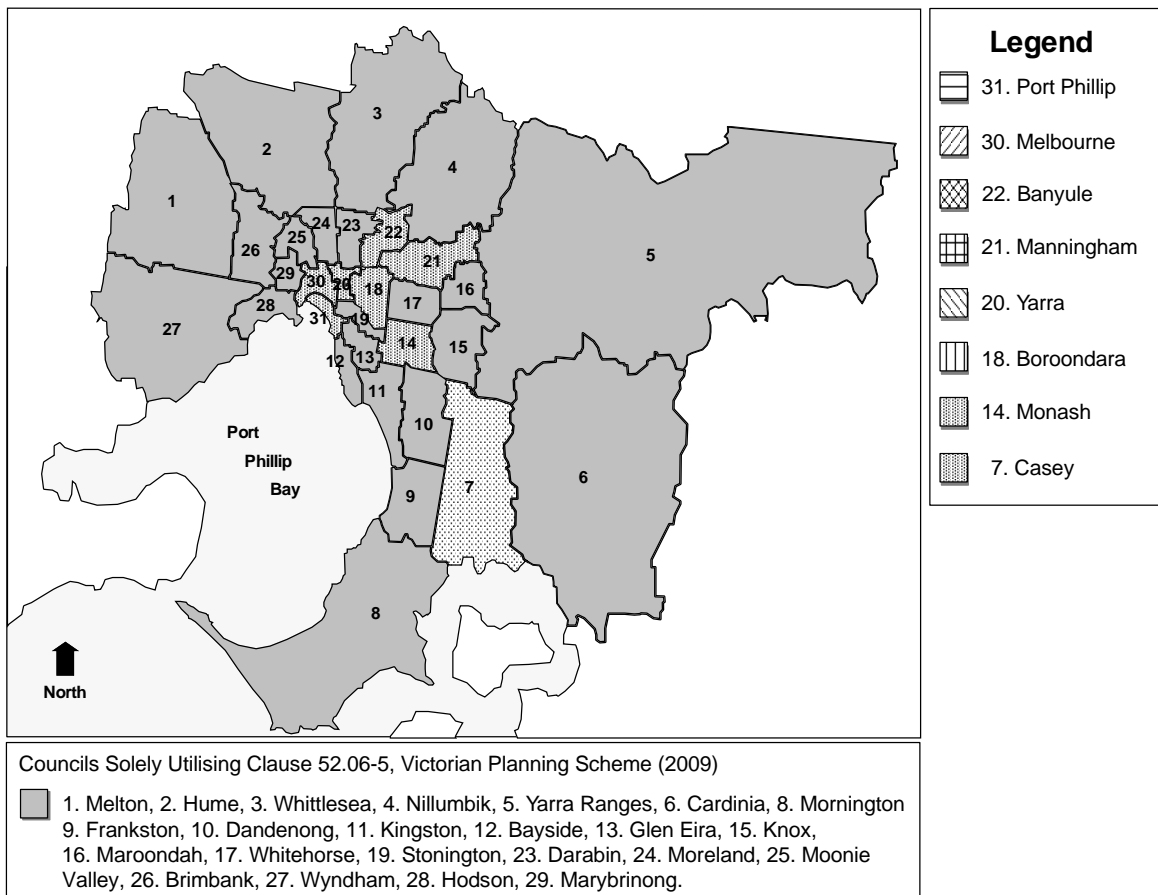 3
2
4
1
24
23
22
25
26
5
21
29
30
20
18
16
17
28
31
19
27
14
15
12
13
11
10
Port
Phillip
Bay
7
6
9
8
North
Legend
31. Port Phillip
30. Melbourne
22. Banyule
21. Manningham
20. Yarra
18. Boroondara
14. Monash
7. Casey
Councils Solely Utilising Clause 52.06-5, Victorian Planning Scheme (2009)
1. Melton, 2. Hume, 3. Whittlesea, 4. Nillumbik, 5. Yarra Ranges, 6. Cardinia, 8. Mornington
9. Frankston, 10. Dandenong, 11. Kingston, 12. Bayside, 13. Glen Eira, 15. Knox,
16. Maroondah, 17. Whitehorse, 19. Stonington, 23. Darabin, 24. Moreland, 25. Moonie
Valley, 26. Brimbank, 27. Wyndham, 28. Hodson, 29. Marybrinong.